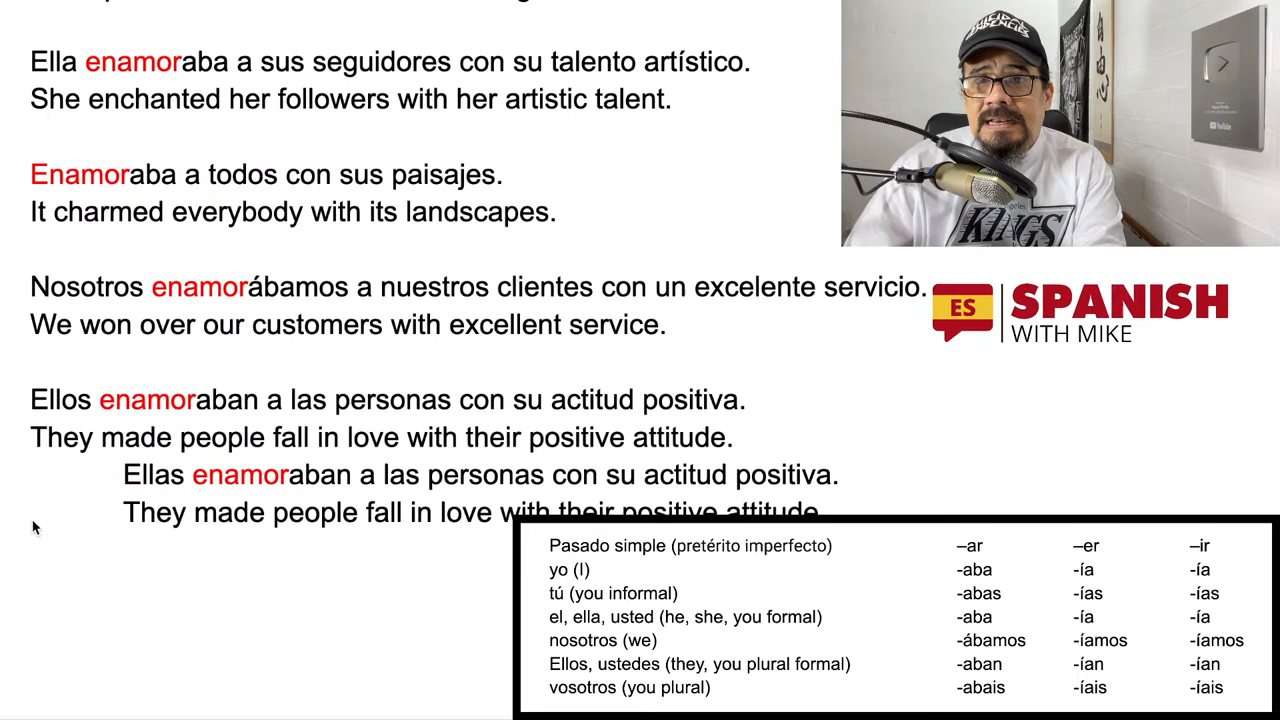 Ella enamoraba a sus seguidores con su talento artístico.
She enchanted her followers with her artistic talent.
Enamoraba a todos con sus paisajes.
It charmed everybody with its landscapes.
Nosotros enamorábamos a nuestros clientes con un excelente servicio.
We won over our customers with excellent service.
Ellos enamoraban a las personas con su actitud positiva.
They made people fall in love with their positive attitude.
Ellas enamoraban a las personas con su actitud positiva.
They made people fall in love with their positive attitude.
KINGS
YouTube
ES SPANISH
WITH MIKE
Pasado simple (pretérito imperfecto) –ar –er –ir
yo (I) -aba -ía -ía
tú (you informal) -abas -ías -ías
el, ella, usted (he, she, you formal) -aba -ía -ía
nosotros (we) -ábamos -íamos -íamos
Ellos, ustedes (they, you plural formal) -aban -ían -ían
vosotros (you plural) -abais -íais -íais